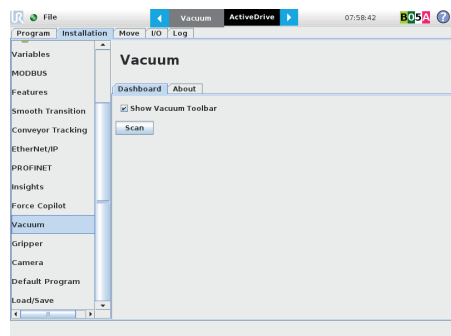 File
Vacuum
ActiveDrive
07:58:42
B05A
?
Program Installation Move I/O Log
Variables
MODBUS
Features
Smooth Transition
Conveyor Tracking
EtherNet/IP
PROFINET
Insights
Force Copilot
Vacuum
Gripper
Camera
Default Program
Load/Save
Vacuum
Dashboard About
Show Vacuum Toolbar
Scan